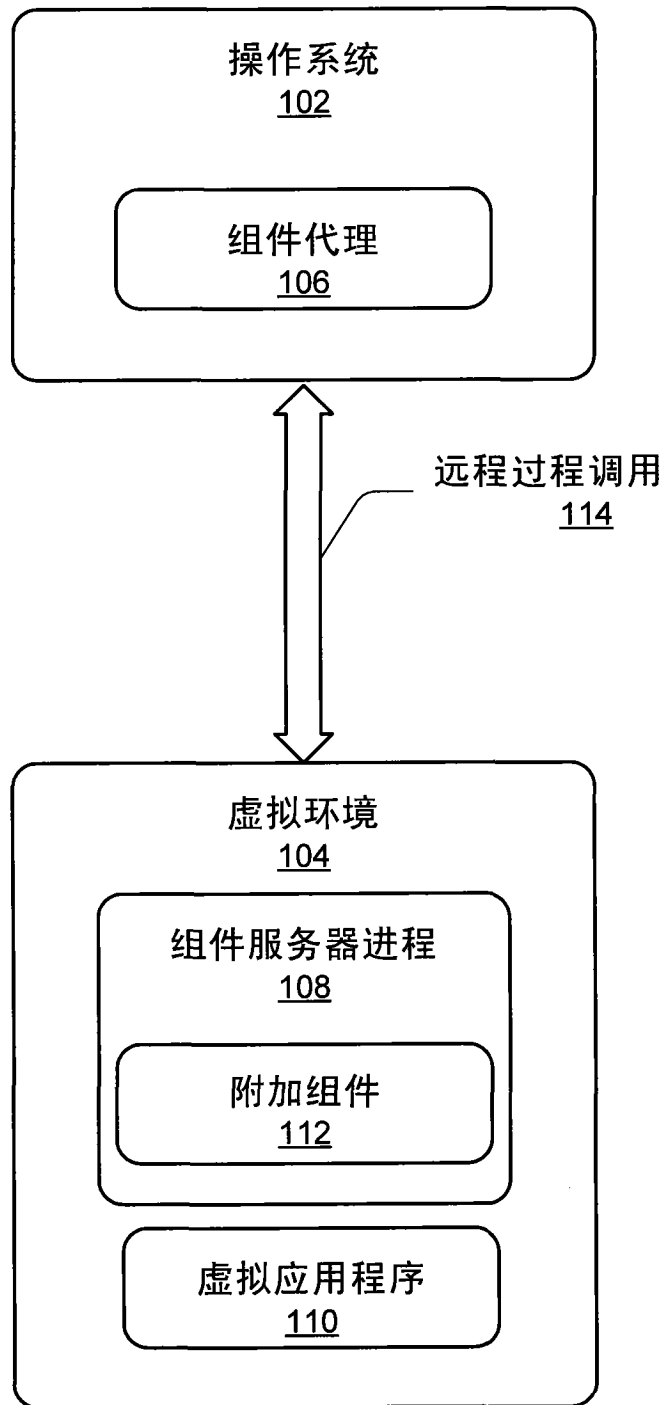 操作系统
102
组件代理
106
远程过程调用
114
虚拟环境
104
组件服务器进程
108
附加组件
112
虚拟应用程序
110